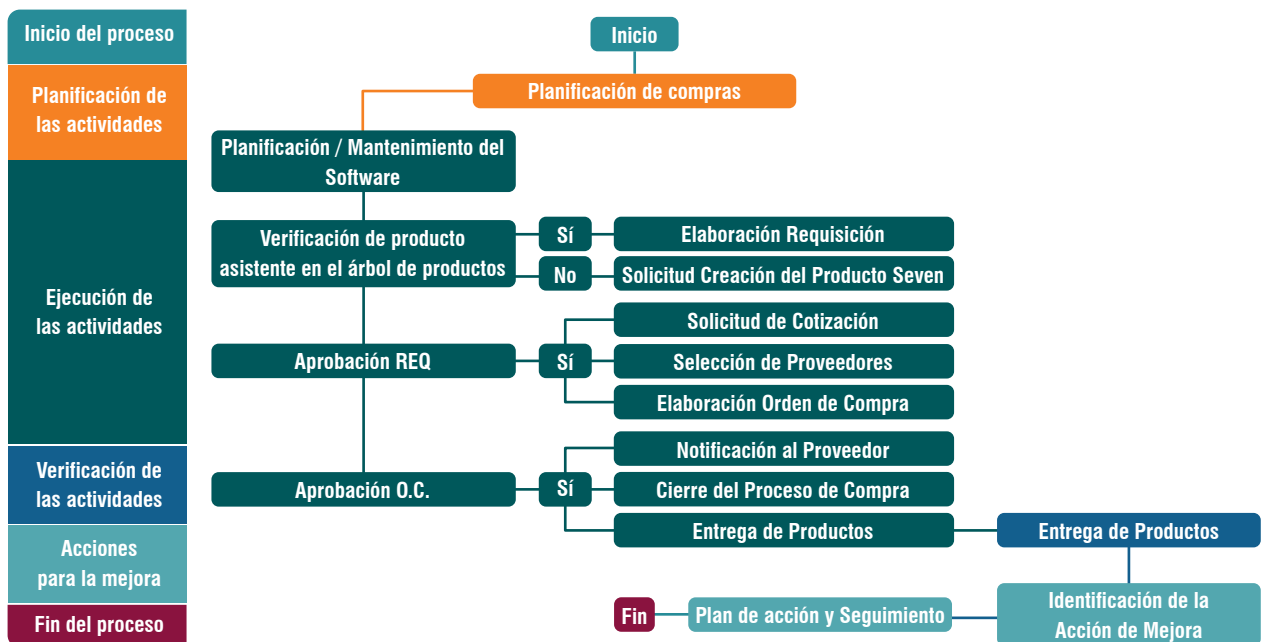 Inicio del proceso
Planificación de
las actividades
Ejecución de
las actividades
Verificación de
las actividades
Acciones
para la mejora
Fin del proceso
Inicio
Planificación de compras
Planificación / Mantenimiento del
Software
Verificación de producto
asistente en el árbol de productos
Sí
Elaboración Requisición
No
Solicitud Creación del Producto Seven
Aprobación REQ
Sí
Solicitud de Cotización
Selección de Proveedores
Elaboración Orden de Compra
Aprobación O.C.
Sí
Notificación al Proveedor
Cierre del Proceso de Compra
Entrega de Productos
Entrega de Productos
Identificación de la
Acción de Mejora
Plan de acción y Seguimiento
Fin